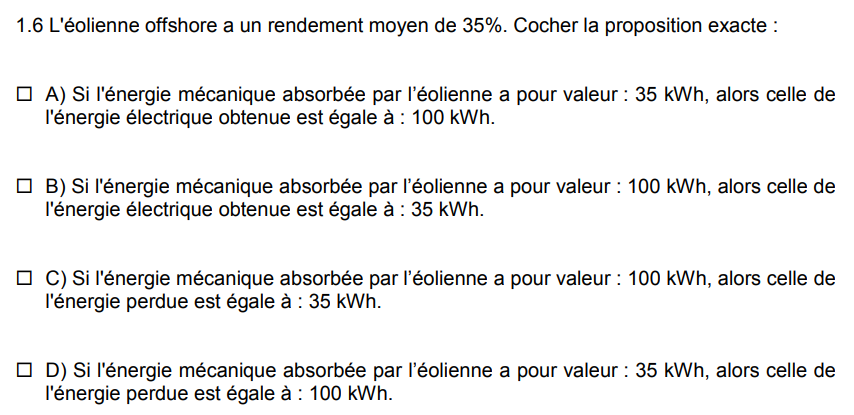 1.6 L'éolienne offshore a un rendement moyen de 35%. Cocher la proposition exacte :
□ A) Si l'énergie mécanique absorbée par l’éolienne a pour valeur : 35 kWh, alors celle de
l'énergie électrique obtenue est égale à : 100 kWh.
□ B) Si l'énergie mécanique absorbée par l’éolienne a pour valeur : 100 kWh, alors celle de
l'énergie électrique obtenue est égale à : 35 kWh.
□ C) Si l'énergie mécanique absorbée par l’éolienne a pour valeur : 100 kWh, alors celle de
l'énergie perdue est égale à : 35 kWh.
□ D) Si l'énergie mécanique absorbée par l’éolienne a pour valeur : 35 kWh, alors celle de
l'énergie perdue est égale à : 100 kWh.